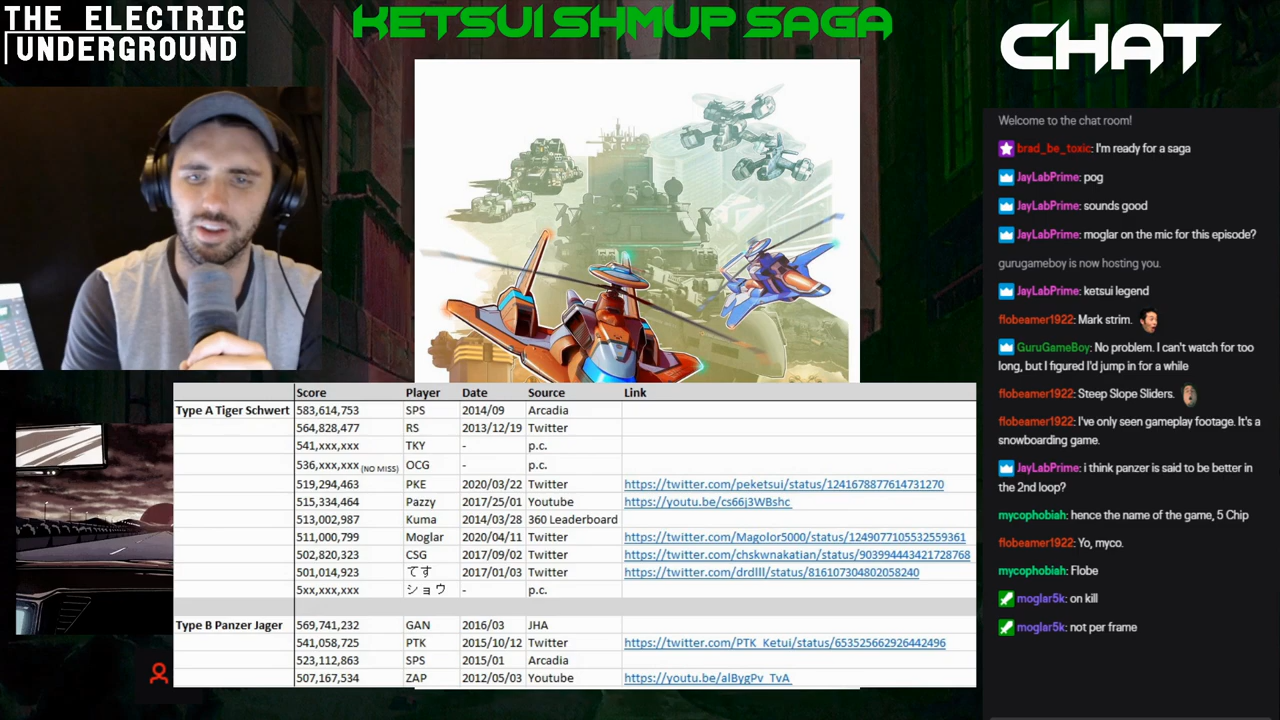 THE ELECTRIC
UNDERGROUND
KETSUI SHMUP SAGA
CHAT
Welcome to the chat room!
brad_be_toxic: I'm ready for a saga
JayLabPrime: pog
JayLabPrime: sounds good
JayLabPrime: moglar on the mic for this episode?
gurugameboy is now hosting you.
JayLabPrime: ketsui legend
flobeamer1922: Mark strim.
GuruGameBoy: No problem. I can't watch for too
long, but I figured I'd jump in for a while
flobeamer1922: Steep Slope Sliders.
flobeamer1922: I've only seen gameplay footage. It's a
snowboarding game.
JayLabPrime: i think panzer is said to be better in
the 2nd loop?
mycophobiah: hence the name of the game, 5 Chip
flobeamer1922: Yo, myco.
mycophobiah: Flobe
moglar5k: on kill
moglar5k: not per frame
Score Player Date Source Link
Type A Tiger Schwert 583,614,753 SPS 2014/09 Arcadia
564,828,477 RS 2013/12/19 Twitter
541,xxx,xxx TKY - p.c.
536,xxx,xxx (NO MISS) OCG - p.c.
519,294,463 PKE 2020/03/22 Twitter https://twitter.com/peketsui/status/1241678877614731270
515,334,464 Pazzy 2017/25/01 Youtube https://youtu.be/cs66j3WBshc
513,002,987 Kuma 2014/03/28 360 Leaderboard
511,000,799 Moglar 2020/04/11 Twitter https://twitter.com/Magolor5000/status/1249077105532559361
502,820,323 CSG 2017/09/02 Twitter https://twitter.com/chskwnakatian/status/903994443421728768
501,014,923 てす 2017/01/03 Twitter https://twitter.com/drdlll/status/816107304802058240
5xx,xxx,xxx ショウ - p.c.
Type B Panzer Jager 569,741,232 GAN 2016/03 JHA
541,058,725 PTK 2015/10/12 Twitter https://twitter.com/PTK_Ketui/status/653525662926442496
523,112,863 SPS 2015/01 Arcadia
507,167,534 ZAP 2012/05/03 Youtube https://youtu.be/alBygPv_TvA